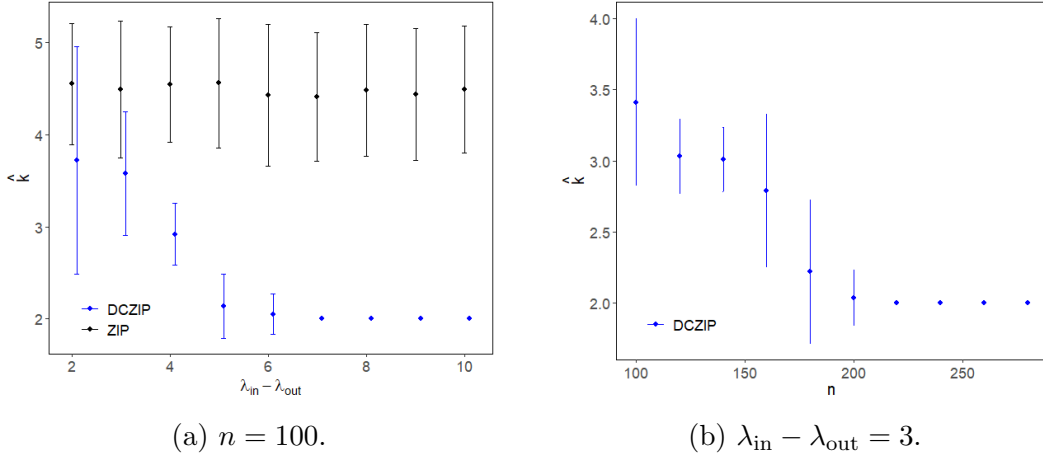 5
4
3
2
k̂
DCZIP
ZIP
2 4 6 8 10
λin − λout
(a) n = 100.
4.0
3.5
3.0
2.5
2.0
k̂
DCZIP
100 150 200 250
n
(b) λin − λout = 3.